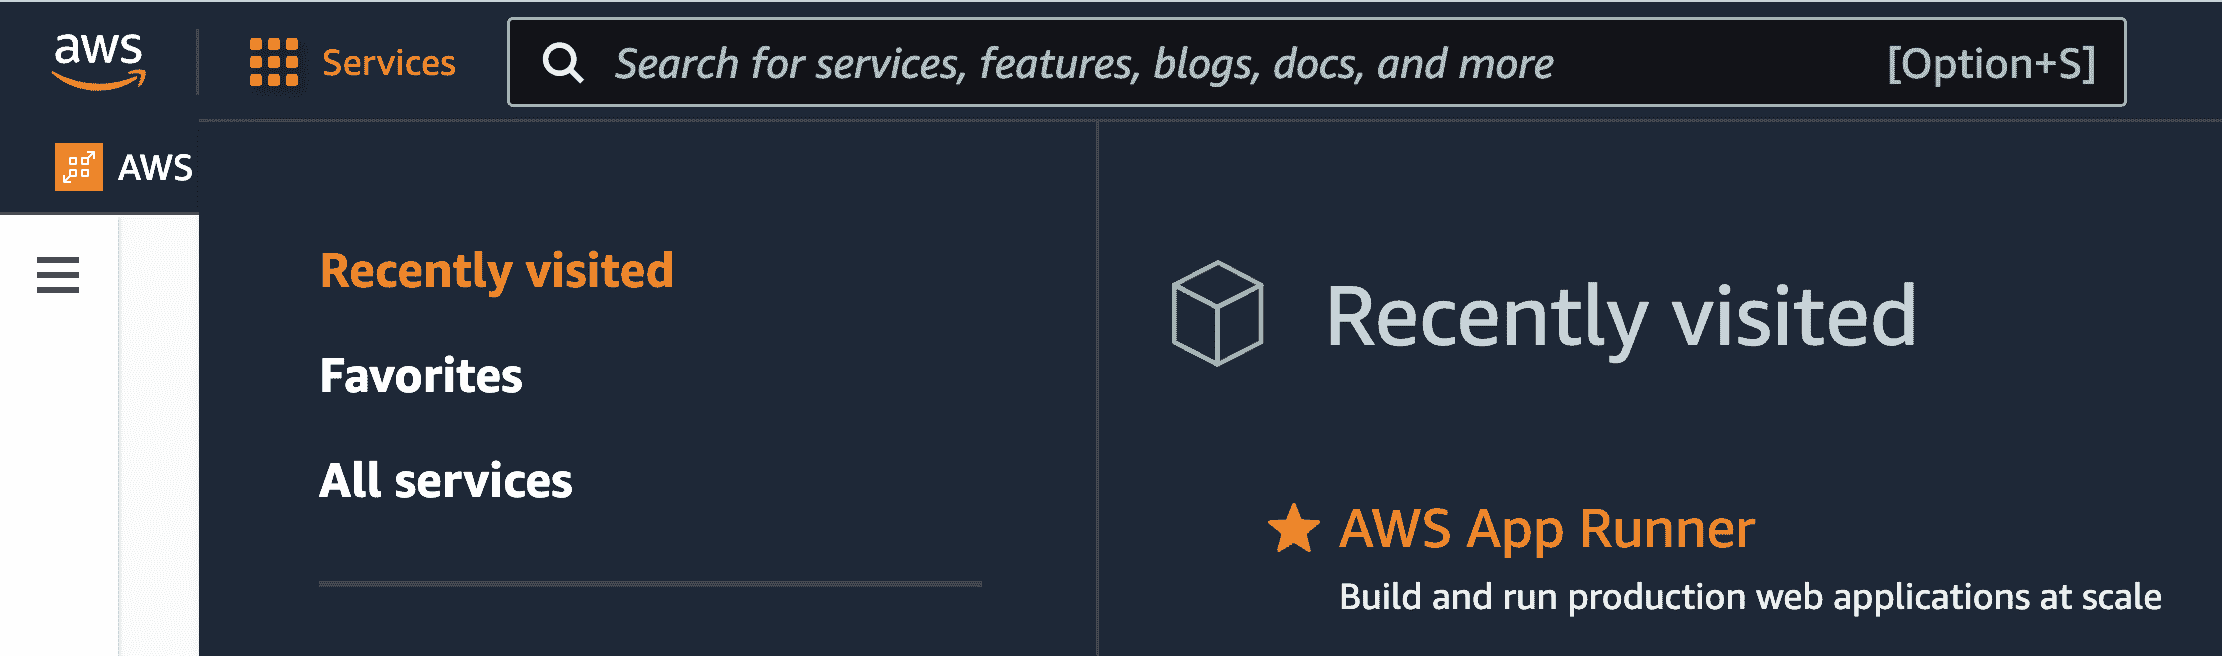 aws
Services
Search for services, features, blogs, docs, and more
[Option+S]
AWS
Recently visited
Favorites
All services
Recently visited
AWS App Runner
Build and run production web applications at scale